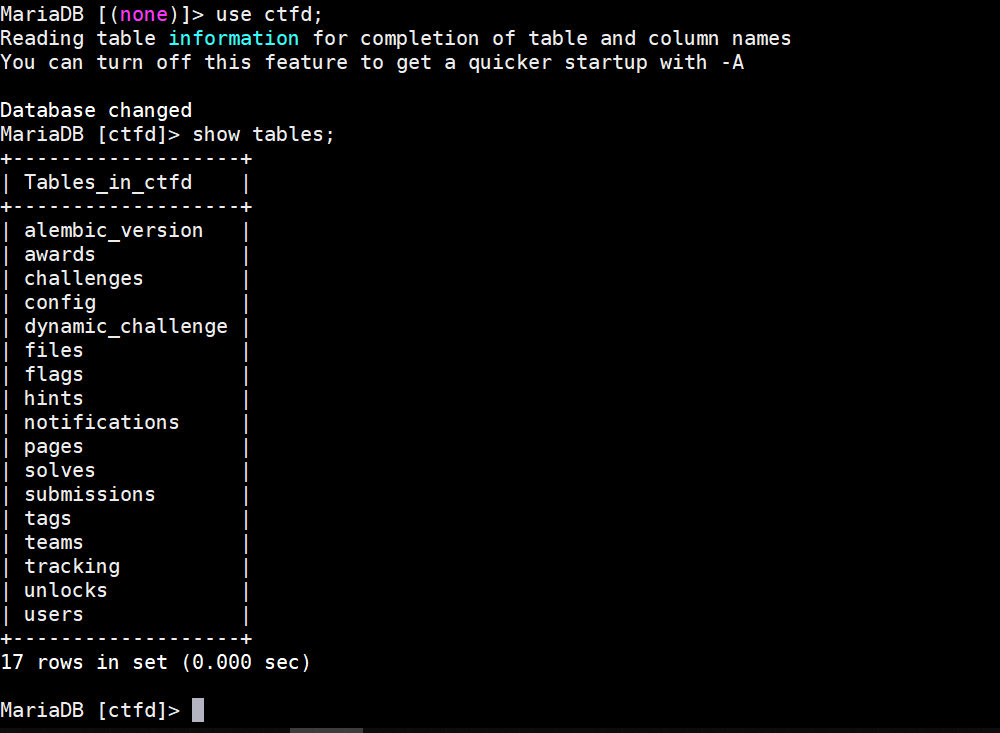 MariaDB [(none)]> use ctfd;
Reading table information for completion of table and column names
You can turn off this feature to get a quicker startup with -A
Database changed
MariaDB [ctfd]> show tables;
+-------------------+
| Tables_in_ctfd    |
+-------------------+
| alembic_version   |
| awards            |
| challenges        |
| config            |
| dynamic_challenge |
| files             |
| flags             |
| hints             |
| notifications     |
| pages             |
| solves            |
| submissions       |
| tags              |
| teams             |
| tracking          |
| unlocks           |
| users             |
+-------------------+
17 rows in set (0.000 sec)
MariaDB [ctfd]>